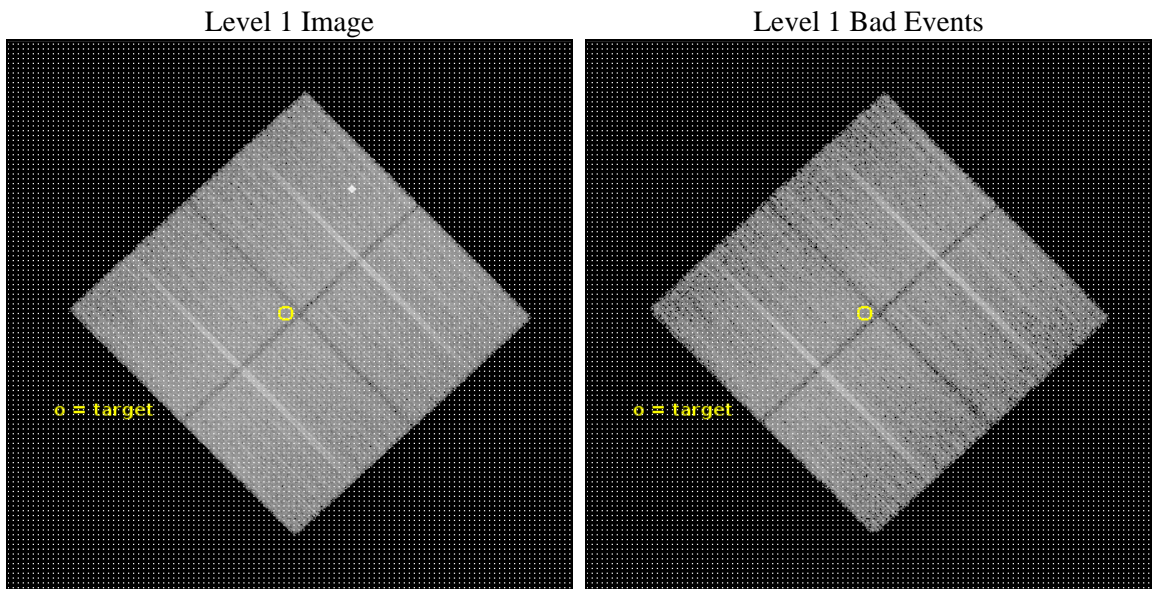 Level 1 Image
Level 1 Bad Events
o = target
o = target